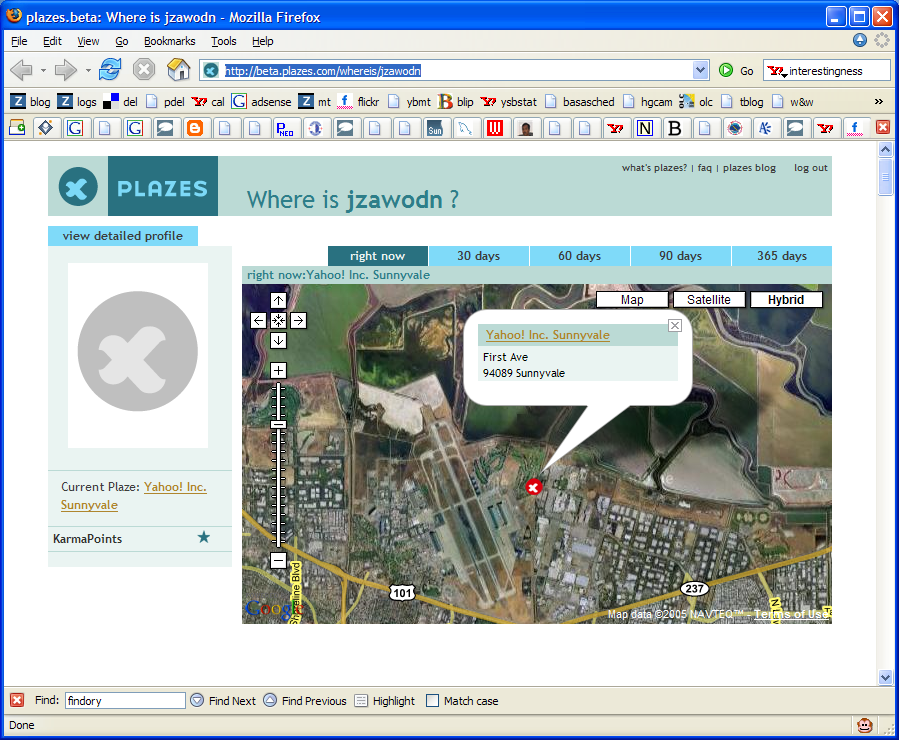 plazes.beta: Where is jzawodn - Mozilla Firefox
File Edit View Go Bookmarks Tools Help
http://beta.plazes.com/whereis/jzawodn Go interestingness
blog logs del pdel cal adsense mt flickr ybmt blip ysbstat basasched hgcam olc tblog w&w »
PLAZES
what's plazes? | faq | plazes blog log out
Where is jzawodn ?
view detailed profile
right now 30 days 60 days 90 days 365 days
right now:Yahoo! Inc. Sunnyvale
Map Satellite Hybrid
Yahoo! Inc. Sunnyvale
First Ave
94089 Sunnyvale
Current Plaze: Yahoo! Inc.
Sunnyvale
KarmaPoints
101
237
Shoreline Blvd
Google
Map data ©2005 NAVTEQ™ - Terms of Use
Find: findory Find Next Find Previous Highlight Match case
Done